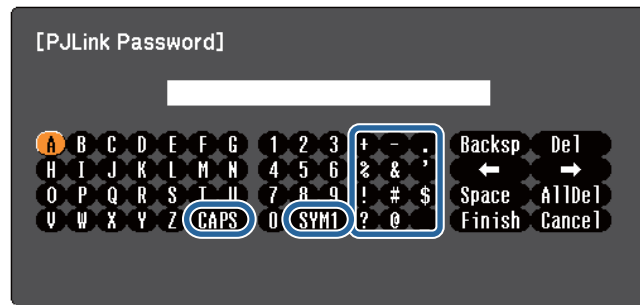 [PJLink Password]
A B C D E F G 1 2 3 + - . Backsp Del
H I J K L M N 4 5 6 % & ' ← →
O P Q R S T U 7 8 9 ! # $ Space AllDel
V W X Y Z CAPS 0 SYM1 ? @ Finish Cancel